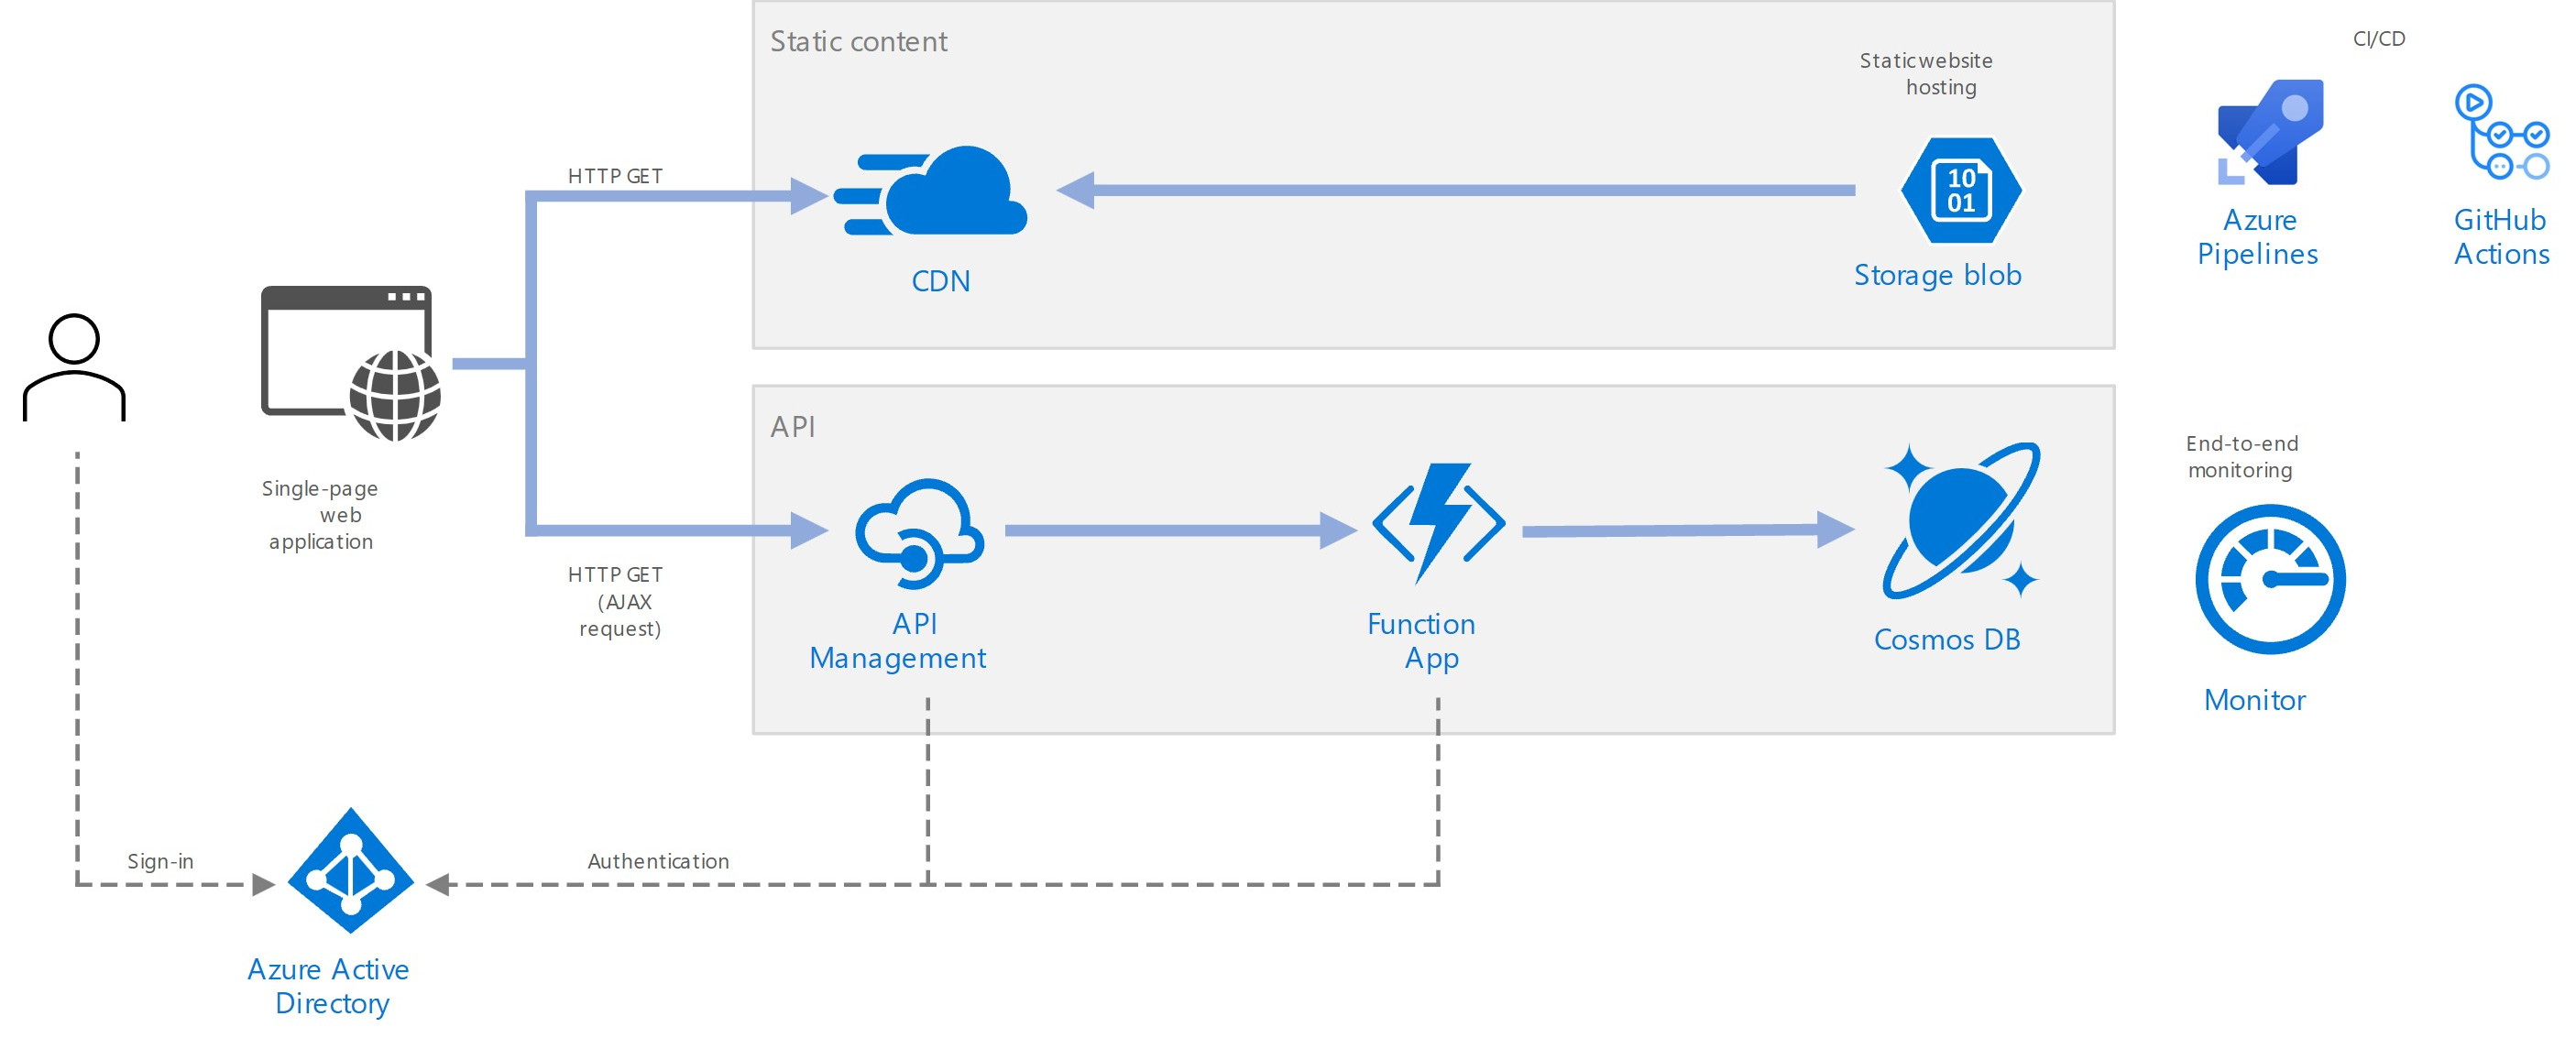 Static content
Static website
hosting
CI/CD
HTTP GET
10
01
CDN
Storage blob
Azure
Pipelines
GitHub
Actions
Single-page
web
application
API
HTTP GET
(AJAX
request)
API
Management
Function
App
Cosmos DB
End-to-end
monitoring
Monitor
Sign-in
Authentication
Azure Active
Directory